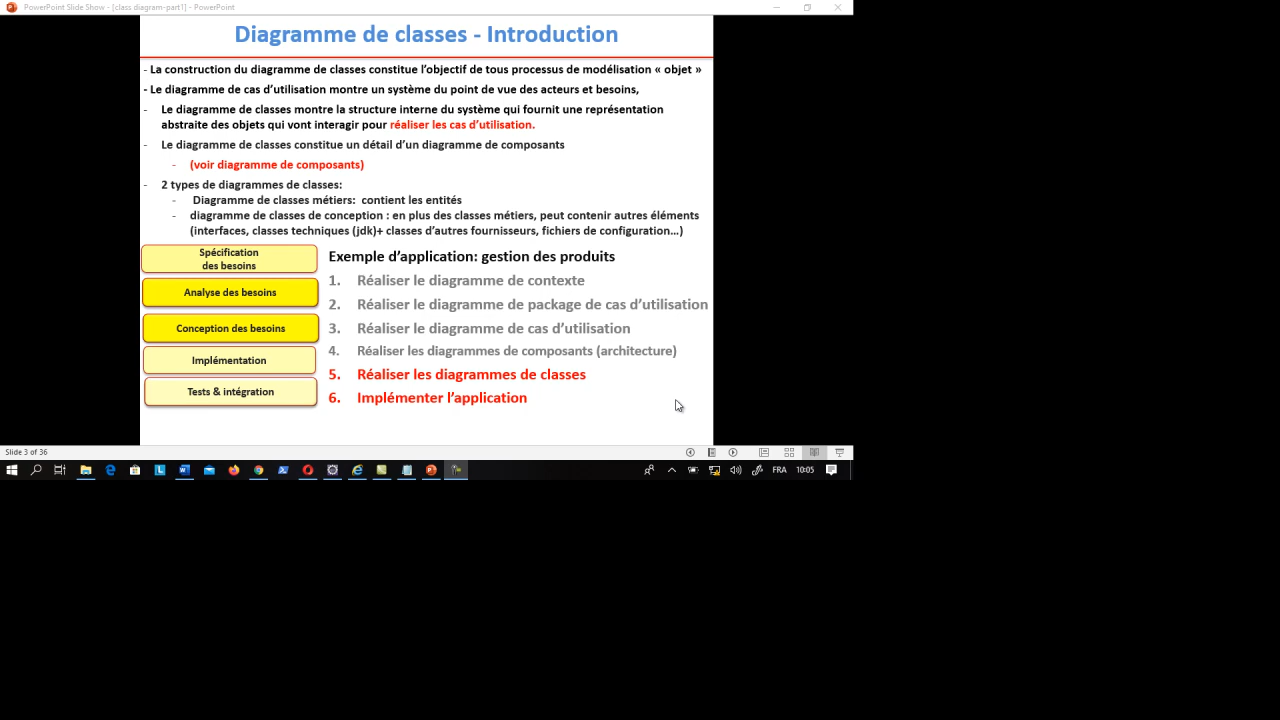 PowerPoint Slide Show - [class diagram-part1] - PowerPoint
Diagramme de classes - Introduction
- La construction du diagramme de classes constitue l'objectif de tous processus de modélisation « objet »
- Le diagramme de cas d'utilisation montre un système du point de vue des acteurs et besoins,
- Le diagramme de classes montre la structure interne du système qui fournit une représentation
abstraite des objets qui vont interagir pour réaliser les cas d'utilisation.
- Le diagramme de classes constitue un détail d'un diagramme de composants
- (voir diagramme de composants)
- 2 types de diagrammes de classes:
- Diagramme de classes métiers: contient les entités
- diagramme de classes de conception : en plus des classes métiers, peut contenir autres éléments
(interfaces, classes techniques (jdk)+ classes d'autres fournisseurs, fichiers de configuration…)
Spécification
des besoins
Analyse des besoins
Conception des besoins
Implémentation
Tests & intégration
Exemple d'application: gestion des produits
1. Réaliser le diagramme de contexte
2. Réaliser le diagramme de package de cas d'utilisation
3. Réaliser le diagramme de cas d'utilisation
4. Réaliser les diagrammes de composants (architecture)
5. Réaliser les diagrammes de classes
6. Implémenter l'application
Slide 3 of 36
FRA 10:05